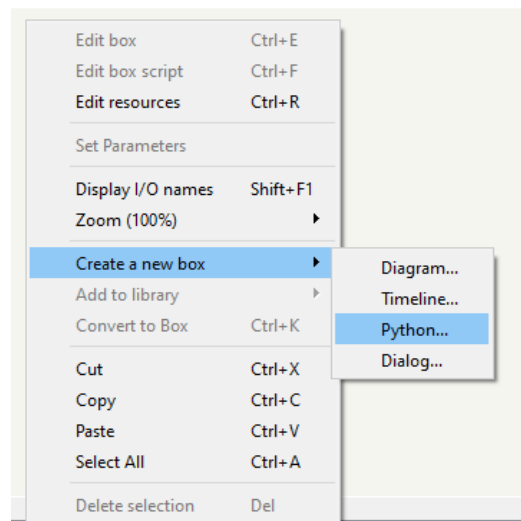 Edit box Ctrl+E
Edit box script Ctrl+F
Edit resources Ctrl+R
Set Parameters
Display I/O names Shift+F1
Zoom (100%)
Create a new box
Diagram...
Add to library
Timeline...
Convert to Box Ctrl+K
Python...
Cut Ctrl+X
Dialog...
Copy Ctrl+C
Paste Ctrl+V
Select All Ctrl+A
Delete selection Del